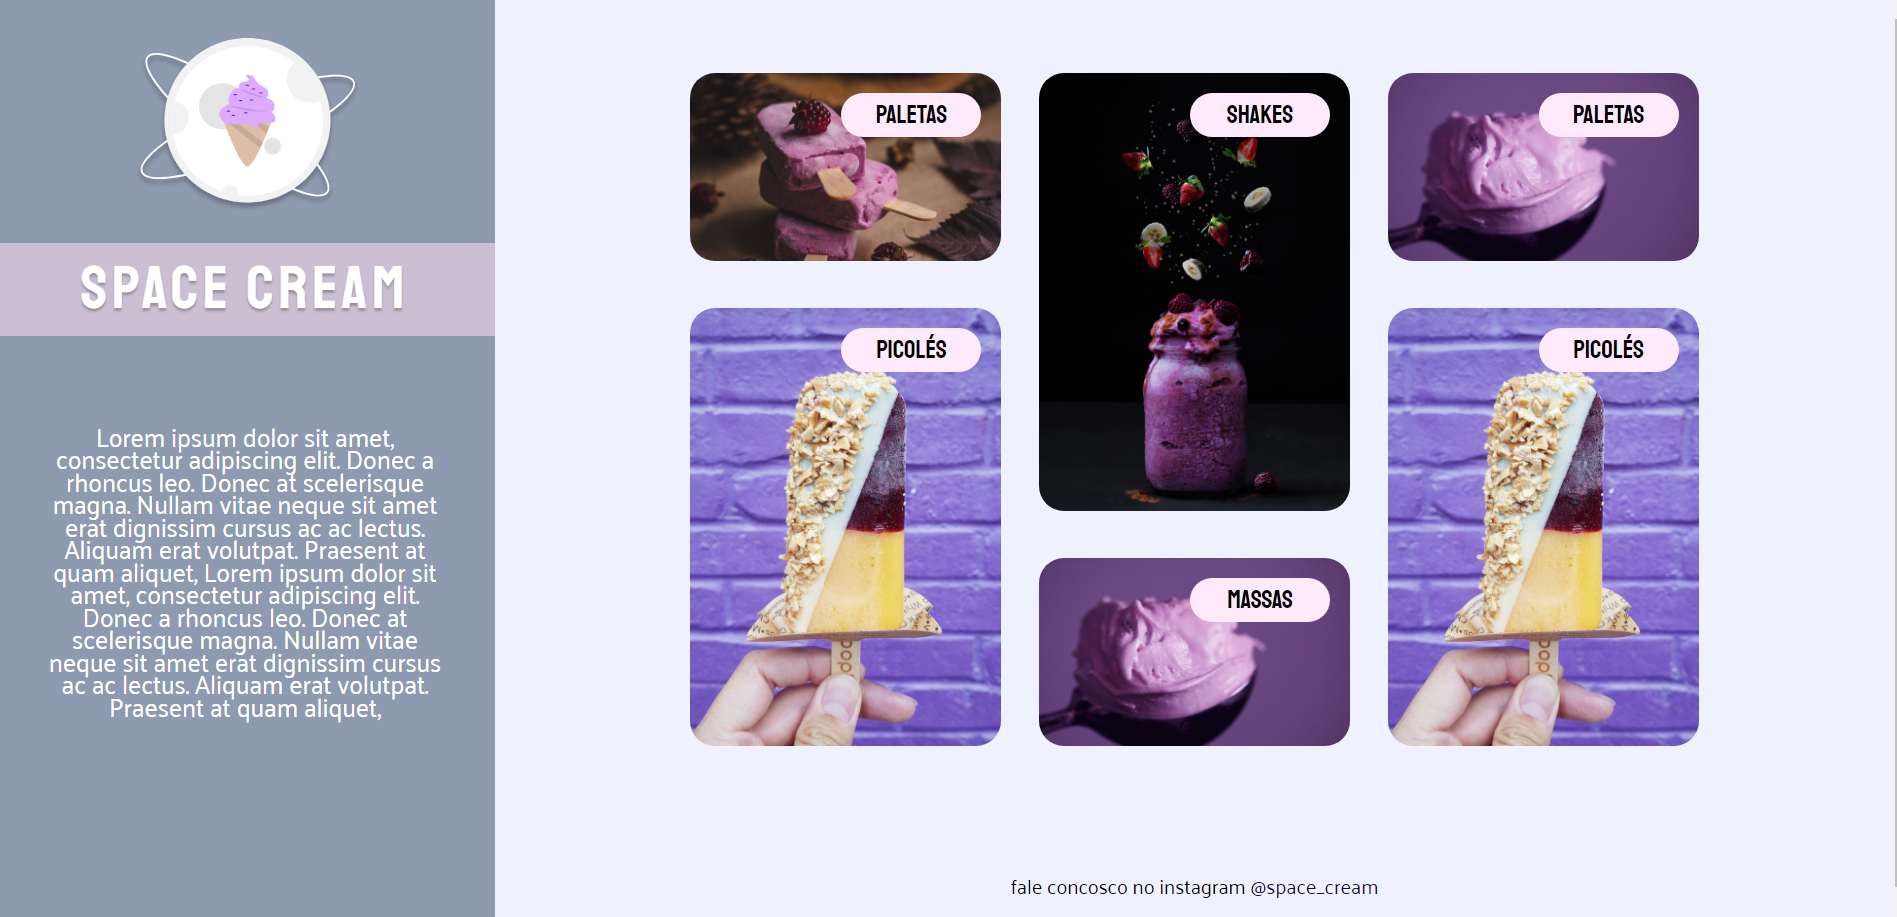 SPACE CREAM
Lorem ipsum dolor sit amet,
consectetur adipiscing elit. Donec a
rhoncus leo. Donec at scelerisque
magna. Nullam vitae neque sit amet
erat dignissim cursus ac ac lectus.
Aliquam erat volutpat. Praesent at
quam aliquet, Lorem ipsum dolor sit
amet, consectetur adipiscing elit.
Donec a rhoncus leo. Donec at
scelerisque magna. Nullam vitae
neque sit amet erat dignissim cursus
ac ac lectus. Aliquam erat volutpat.
Praesent at quam aliquet,
PALETAS
SHAKES
PALETAS
PICOLÉS
PICOLÉS
MASSAS
fale concosco no instagram @space_cream